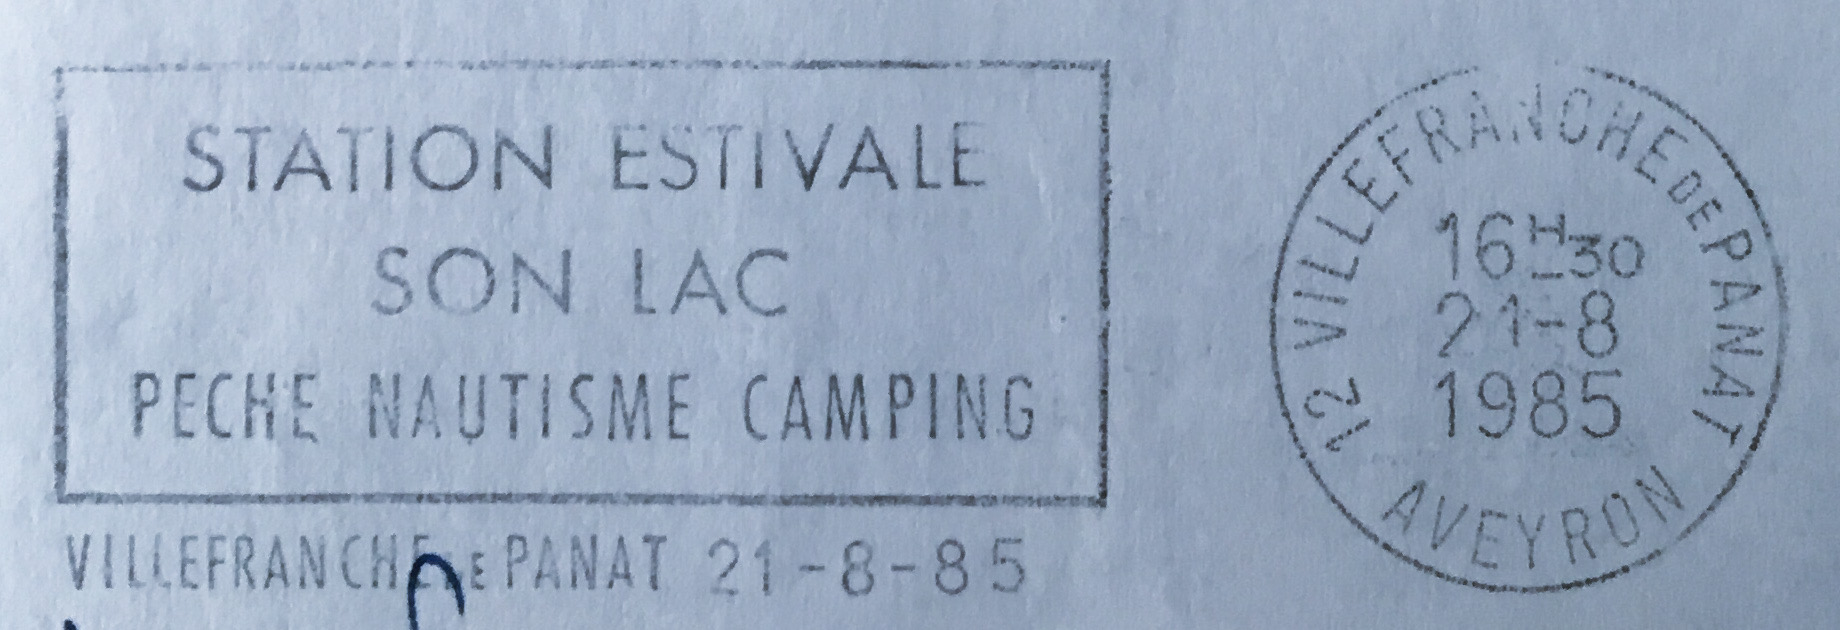 STATION ESTIVALE
SON LAC
PECHE NAUTISME CAMPING
VILLEFRANCHE DE PANAT 21-8-85
12 VILLEFRANCHE DE PANAT
16H30
21-8
1985
AVEYRON